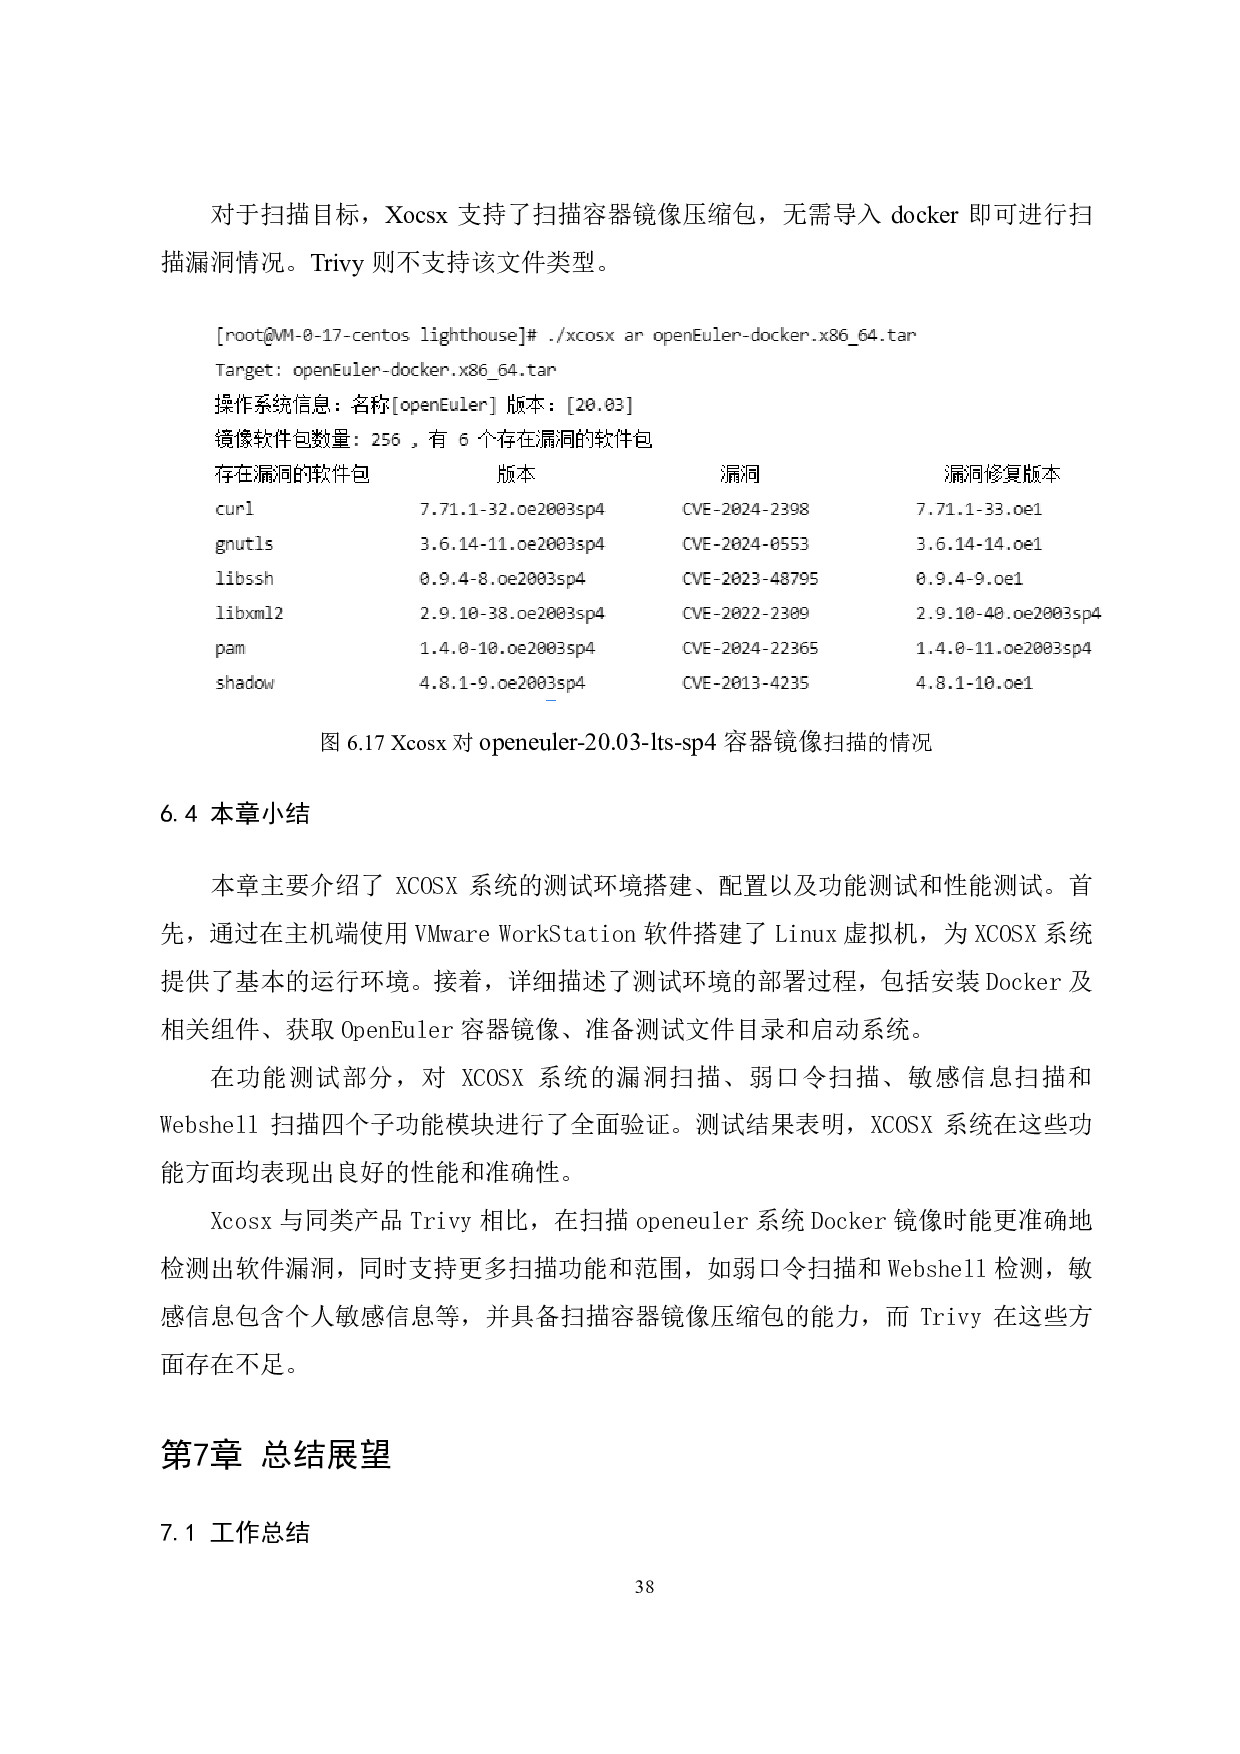 对于扫描目标，Xocsx 支持了扫描容器镜像压缩包，无需导入 docker 即可进行扫
描漏洞情况。Trivy 则不支持该文件类型。
[root@VM-0-17-centos lighthouse]# ./xcosx ar openEuler-docker.x86_64.tar
Target: openEuler-docker.x86_64.tar
操作系统信息：名称[openEuler] 版本：[20.03]
镜像软件包数量: 256 , 有 6 个存在漏洞的软件包
存在漏洞的软件包 版本 漏洞 漏洞修复版本
curl 7.71.1-32.oe2003sp4 CVE-2024-2398 7.71.1-33.oe1
gnutls 3.6.14-11.oe2003sp4 CVE-2024-0553 3.6.14-14.oe1
libssh 0.9.4-8.oe2003sp4 CVE-2023-48795 0.9.4-9.oe1
libxml2 2.9.10-38.oe2003sp4 CVE-2022-2309 2.9.10-40.oe2003sp4
pam 1.4.0-10.oe2003sp4 CVE-2024-22365 1.4.0-11.oe2003sp4
shadow 4.8.1-9.oe2003sp4 CVE-2013-4235 4.8.1-10.oe1
图 6.17 Xcosx 对 openeuler-20.03-lts-sp4 容器镜像扫描的情况
6.4 本章小结
本章主要介绍了 XCOSX 系统的测试环境搭建、配置以及功能测试和性能测试。首
先，通过在主机端使用 VMware WorkStation 软件搭建了 Linux 虚拟机，为 XCOSX 系统
提供了基本的运行环境。接着，详细描述了测试环境的部署过程，包括安装 Docker 及
相关组件、获取 OpenEuler 容器镜像、准备测试文件目录和启动系统。
在功能测试部分，对 XCOSX 系统的漏洞扫描、弱口令扫描、敏感信息扫描和
Webshell 扫描四个子功能模块进行了全面验证。测试结果表明，XCOSX 系统在这些功
能方面均表现出良好的性能和准确性。
Xcosx 与同类产品 Trivy 相比，在扫描 openeuler 系统 Docker 镜像时能更准确地
检测出软件漏洞，同时支持更多扫描功能和范围，如弱口令扫描和 Webshell 检测，敏
感信息包含个人敏感信息等，并具备扫描容器镜像压缩包的能力，而 Trivy 在这些方
面存在不足。
第7章 总结展望
7.1 工作总结
38